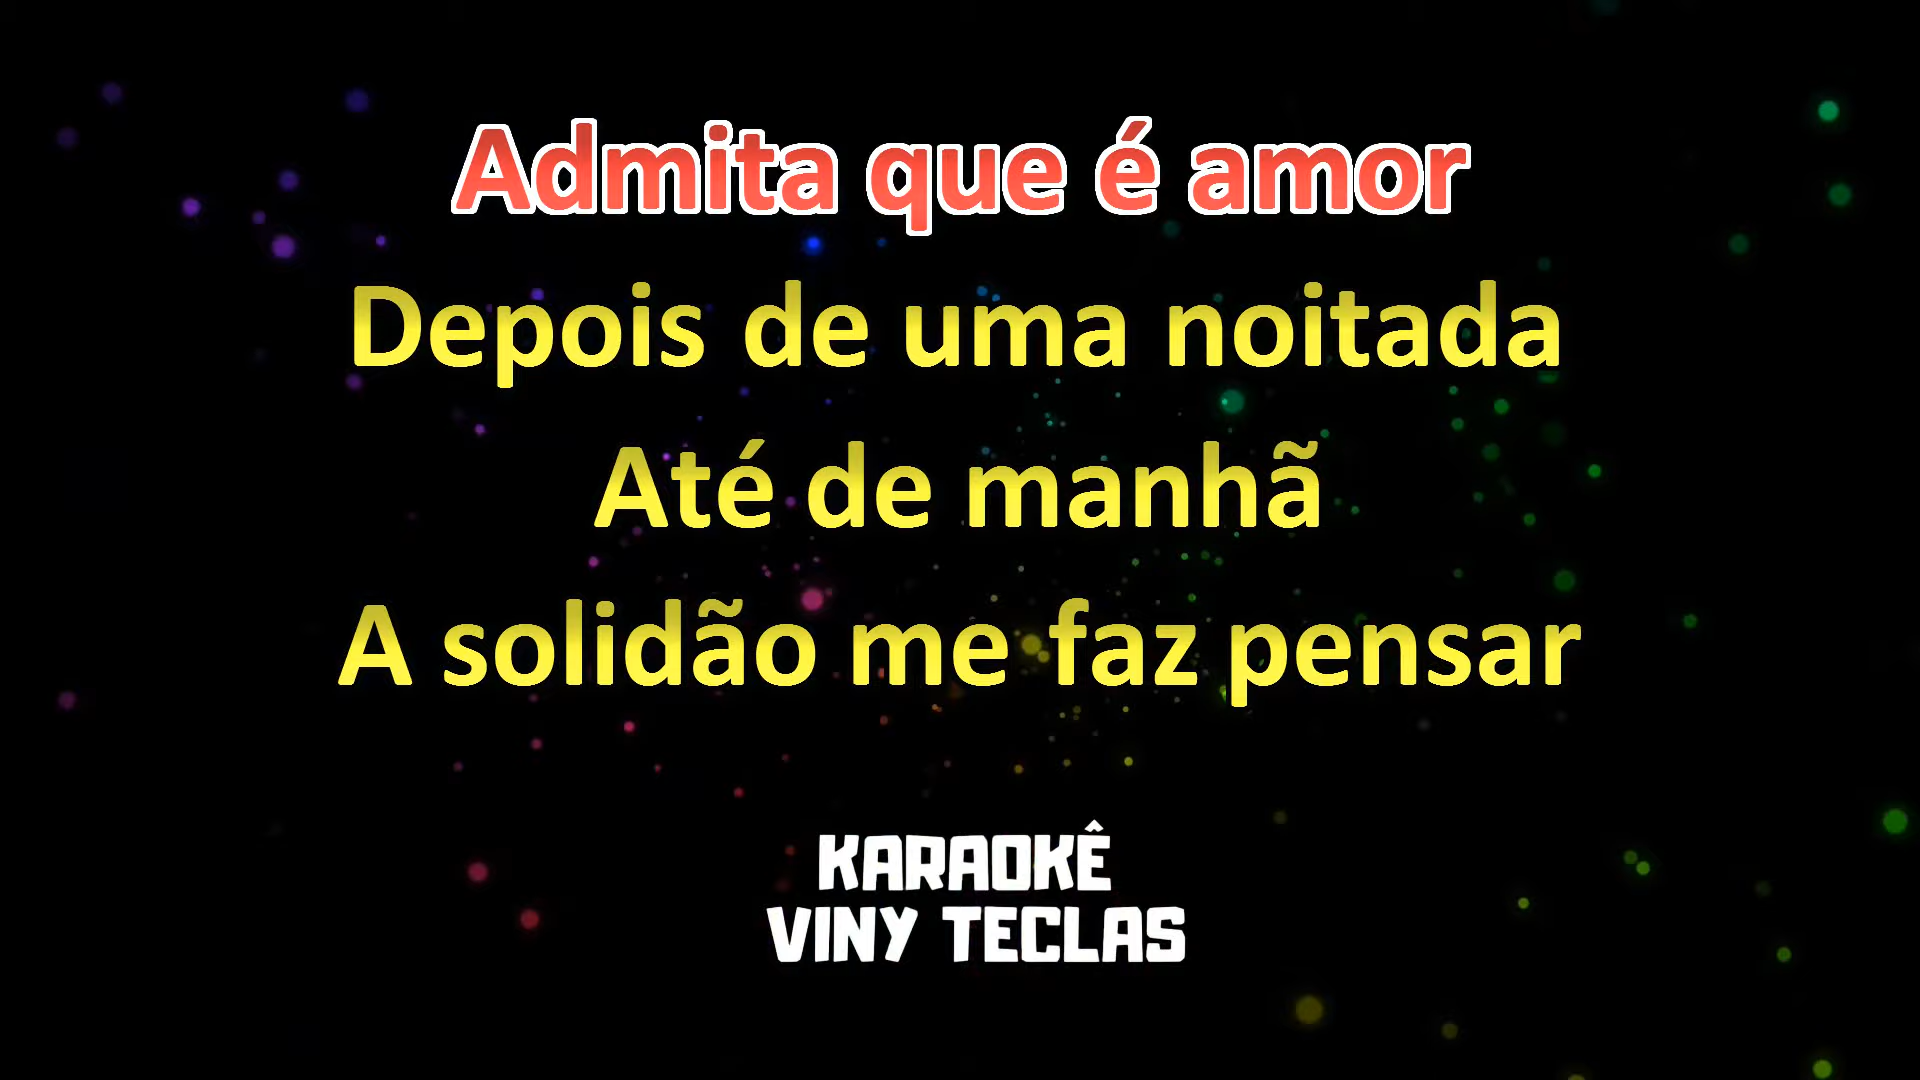 Admita que é amor
Depois de uma noitada
Até de manhã
A solidão me faz pensar
KARAOKÊ
VINY TECLAS